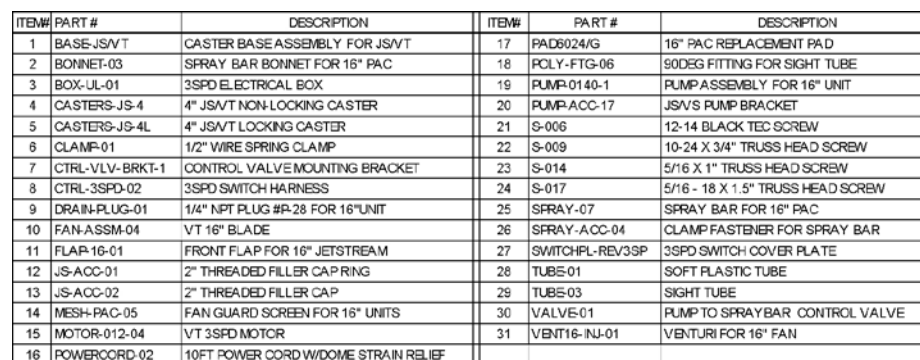 ITEM# PART # DESCRIPTION ITEM# PART # DESCRIPTION
1 BASE-JS/VT CASTER BASE ASSEMBLY FOR JS/VT 17 PAD6024/G 16" PAC REPLACEMENT PAD
2 BONNET-03 SPRAY BAR BONNET FOR 16" PAC 18 POLY-FTG-06 90DEG FITTING FOR SIGHT TUBE
3 BOX-UL-01 3SPD ELECTRICAL BOX 19 PUMP-0140-1 PUMP ASSEMBLY FOR 16" UNIT
4 CASTERS-JS-4 4" JS/VT NON-LOCKING CASTER 20 PUMP-ACC-17 JS/VS PUMP BRACKET
5 CASTERS-JS-4L 4" JS/VT LOCKING CASTER 21 S-006 12-14 BLACK TEC SCREW
6 CLAMP-01 1/2" WIRE SPRING CLAMP 22 S-009 10-24 X 3/4" TRUSS HEAD SCREW
7 CTRL-VLV-BRKT-1 CONTROL VALVE MOUNTING BRACKET 23 S-014 5/16 X 1" TRUSS HEAD SCREW
8 CTRL-3SPD-02 3SPD SWITCH HARNESS 24 S-017 5/16 - 18 X 1.5" TRUSS HEAD SCREW
9 DRAIN-PLUG-01 1/4" NPT PLUG #P-28 FOR 16"UNIT 25 SPRAY-07 SPRAY BAR FOR 16" PAC
10 FAN-ASSM-04 VT 16" BLADE 26 SPRAY-ACC-04 CLAMP FASTENER FOR SPRAY BAR
11 FLAP-16-01 FRONT FLAP FOR 16" JETSTREAM 27 SWITCHPL-REV3SP 3SPD SWITCH COVER PLATE
12 JS-ACC-01 2" THREADED FILLER CAP RING 28 TUBE-01 SOFT PLASTIC TUBE
13 JS-ACC-02 2" THREADED FILLER CAP 29 TUBE-03 SIGHT TUBE
14 MESH-PAC-05 FAN GUARD SCREEN FOR 16" UNITS 30 VALVE-01 PUMP TO SPRAY BAR CONTROL VALVE
15 MOTOR-012-04 VT 3SPD MOTOR 31 VENT16-INJ-01 VENTURI FOR 16" FAN
16 POWERCORD-02 10FT POWER CORD W/DOME STRAIN RELIEF